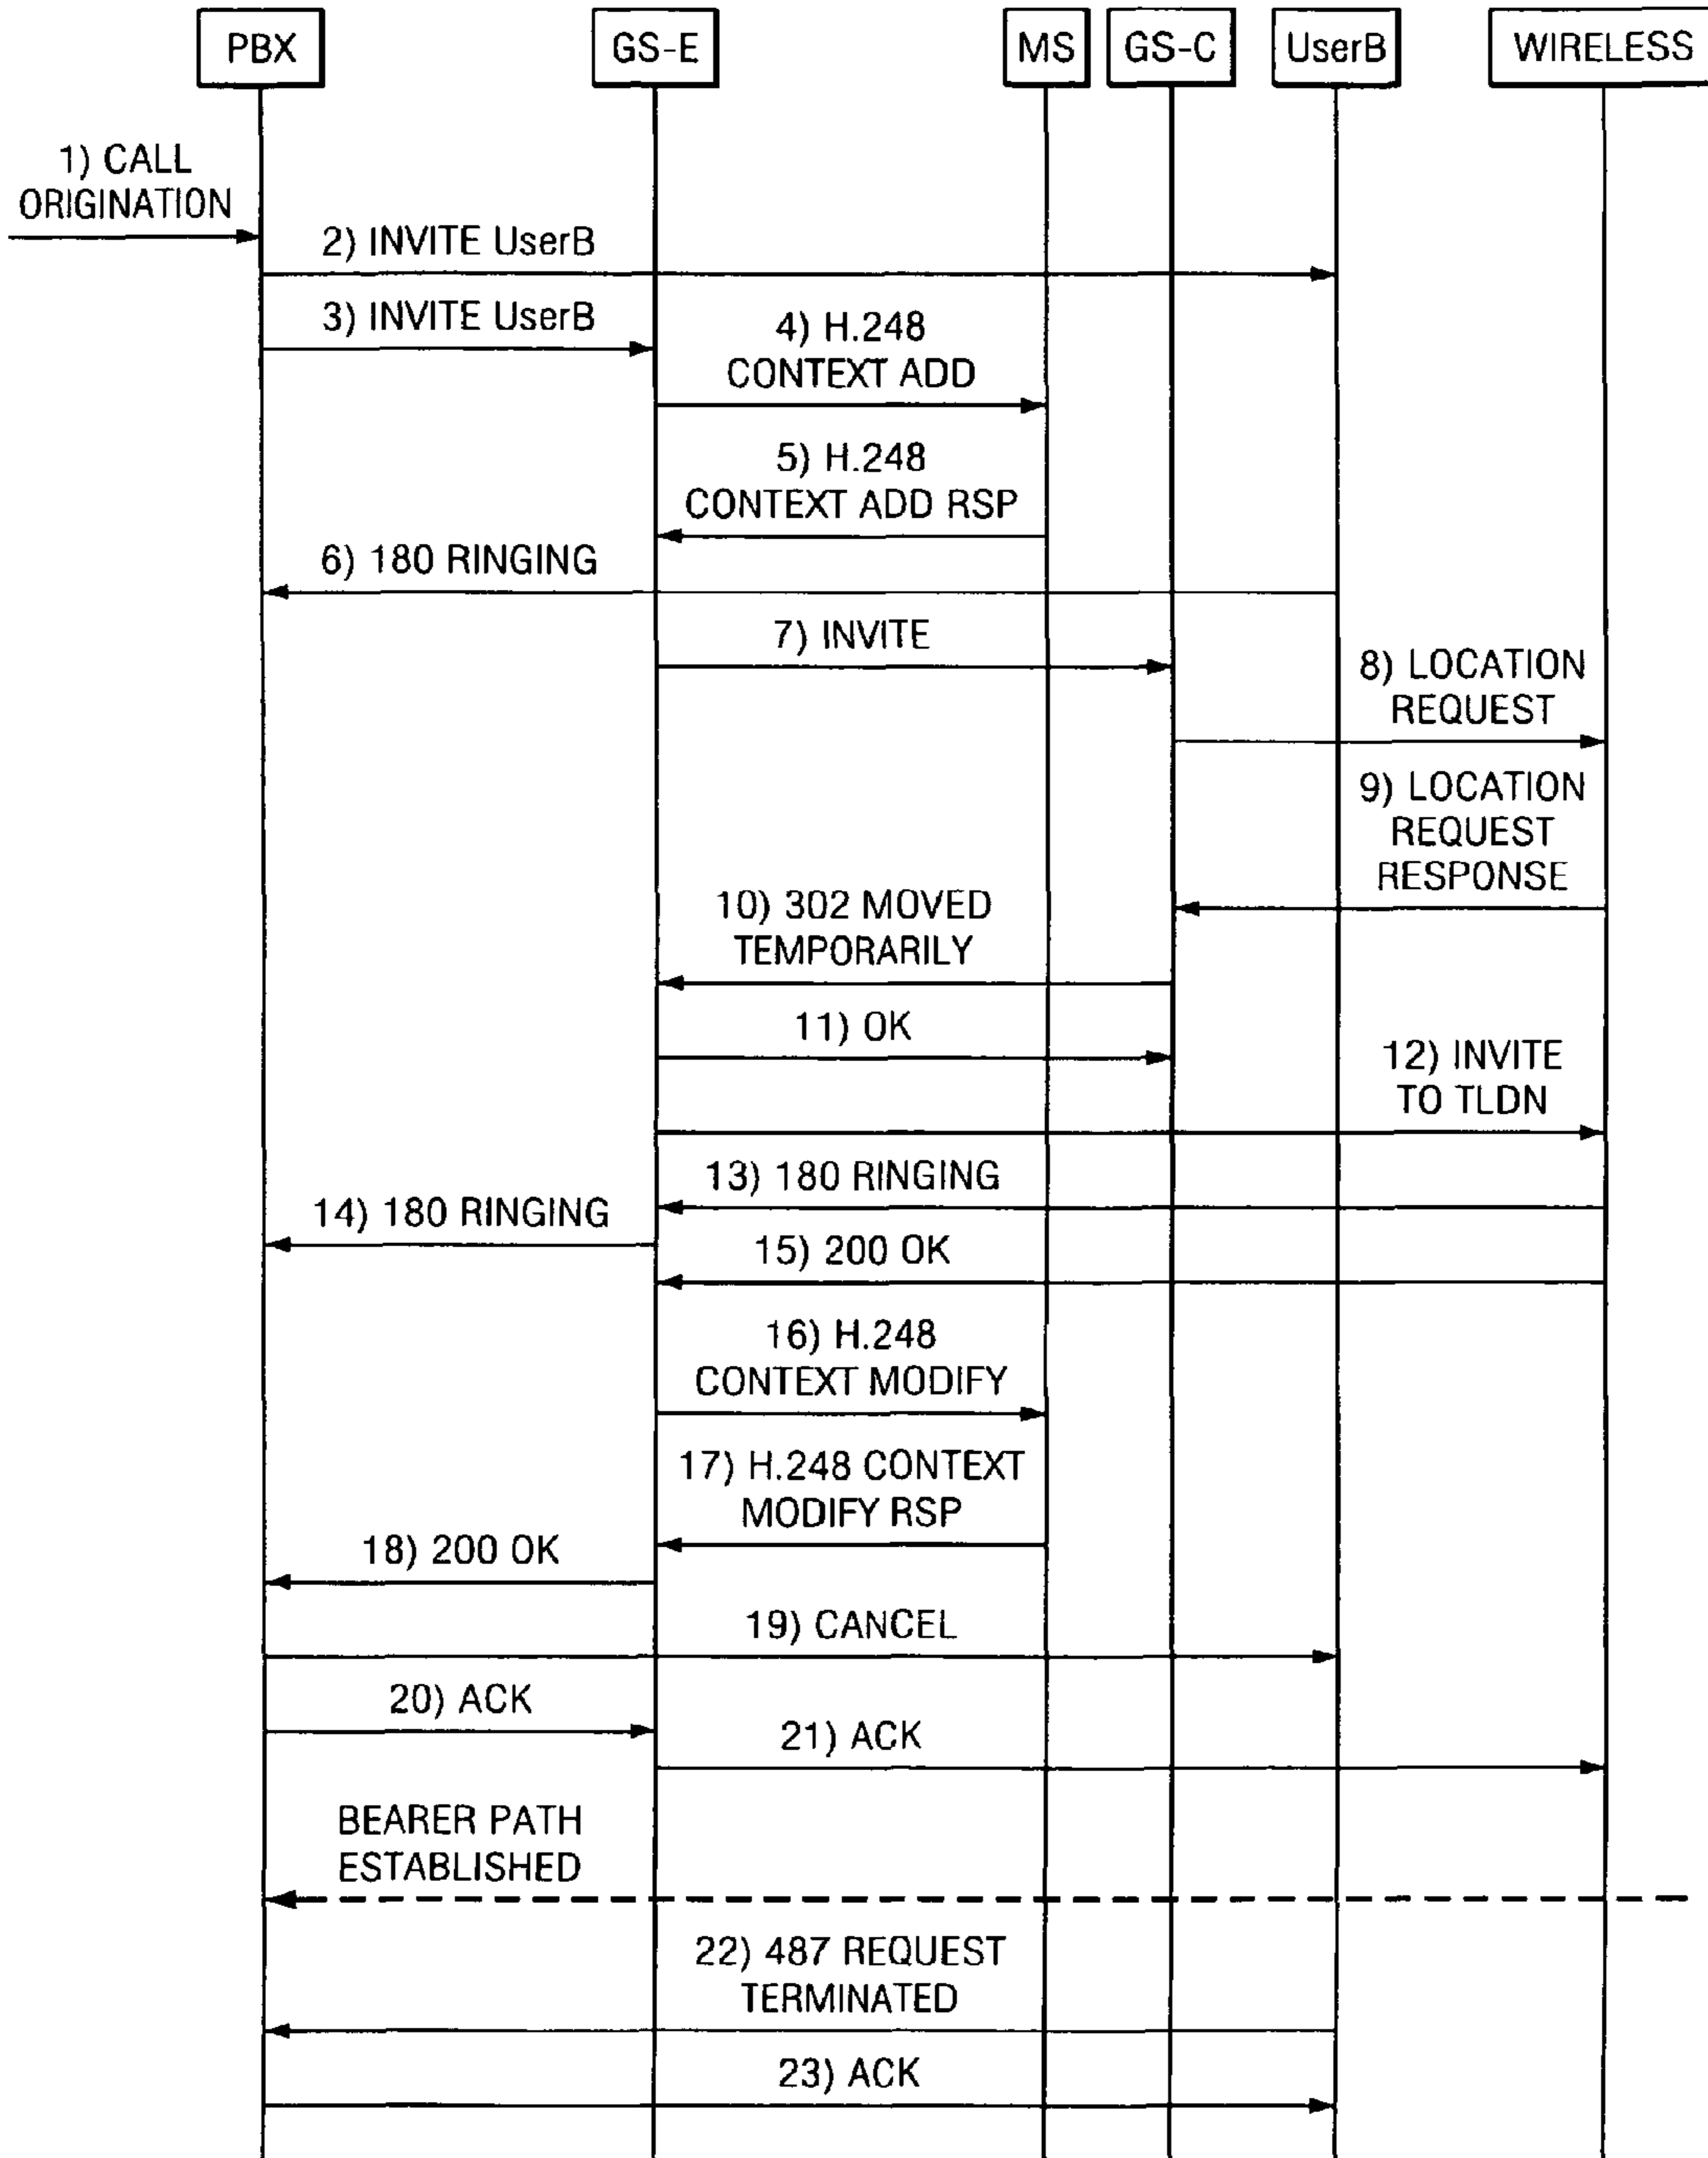 PBX
GS-E
MS
GS-C
UserB
WIRELESS
1) CALL
ORIGINATION
2) INVITE UserB
3) INVITE UserB
4) H.248
CONTEXT ADD
5) H.248
CONTEXT ADD RSP
6) 180 RINGING
7) INVITE
8) LOCATION
REQUEST
9) LOCATION
REQUEST
RESPONSE
10) 302 MOVED
TEMPORARILY
11) OK
12) INVITE
TO TLDN
13) 180 RINGING
14) 180 RINGING
15) 200 OK
16) H.248
CONTEXT MODIFY
17) H.248 CONTEXT
MODIFY RSP
18) 200 OK
19) CANCEL
20) ACK
21) ACK
BEARER PATH
ESTABLISHED
22) 487 REQUEST
TERMINATED
23) ACK